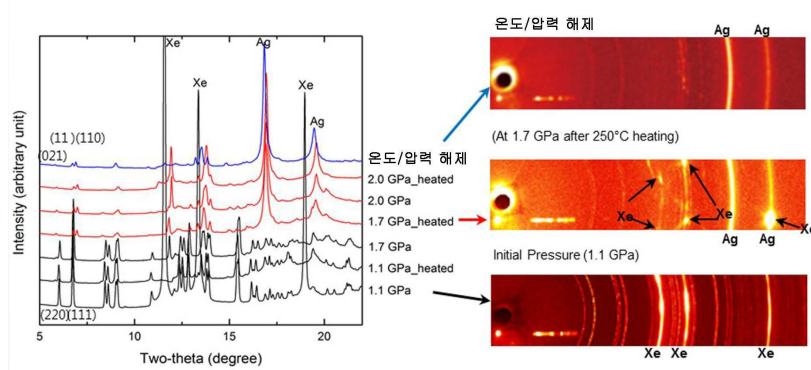 온도/압력 해제
Xe
Ag
Xe
Xe
Ag
(11 )(110)
(021)
온도/압력 해제
2.0 GPa_heated
2.0 GPa
1.7 GPa_heated
1.7 GPa
1.1 GPa_heated
1.1 GPa
(220)(111)
5 10 15 20
Two-theta (degree)
Intensity (arbitrary unit)
Ag Ag
(At 1.7 GPa after 250°C heating)
Xe Xe Xe
Xe
Ag Ag
Initial Pressure (1.1 GPa)
Xe Xe Xe